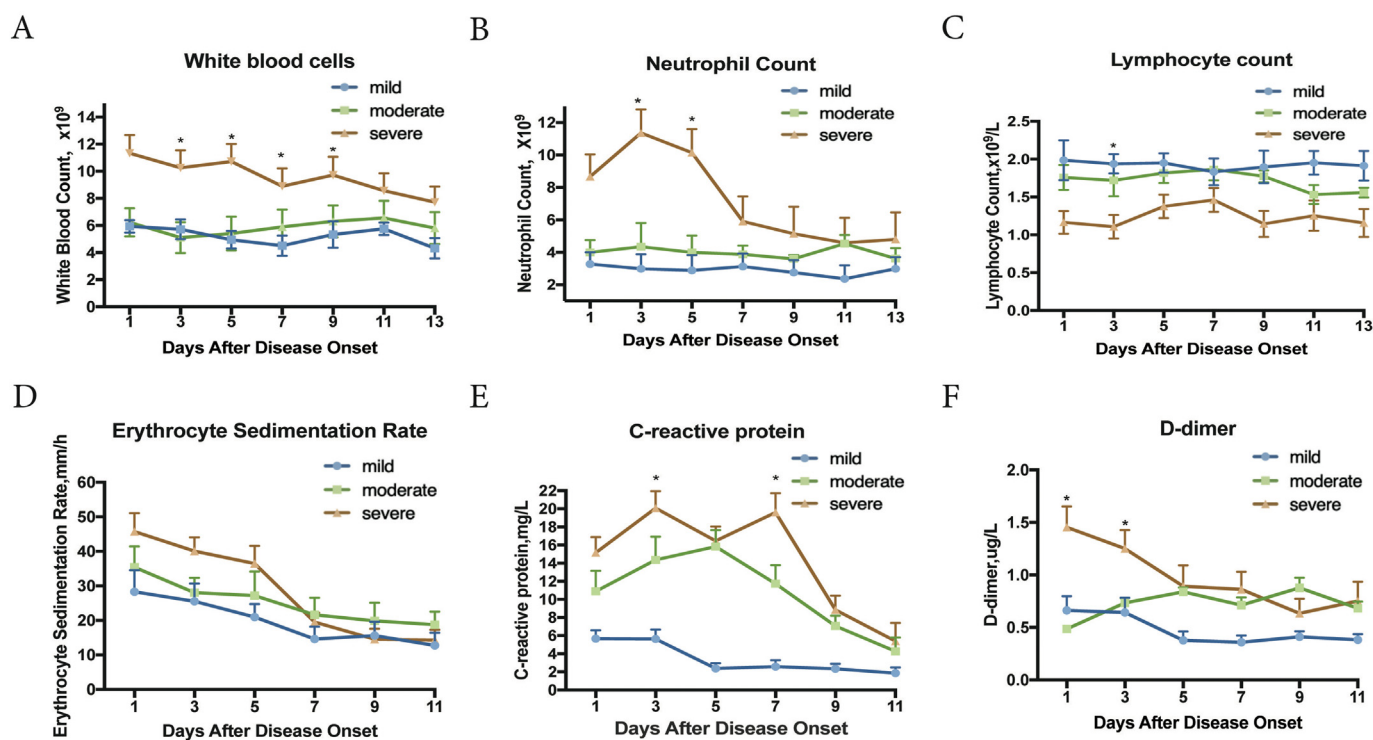 A
White blood cells
mild
moderate
severe
White Blood Count, x10⁹
14
12
10
8
6
4
2
0
* * * *
1 3 5 7 9 11 13
Days After Disease Onset
B
Neutrophil Count
mild
moderate
severe
Neutrophil Count, X10⁹
12
10
8
6
4
2
* *
1 3 5 7 9 11 13
Days After Disease Onset
C
Lymphocyte count
mild
moderate
severe
Lymphocyte Count,x10⁹/L
2.5
2.0
1.5
1.0
0.5
0.0
*
1 3 5 7 9 11 13
Days After Disease Onset
D
Erythrocyte Sedimentation Rate
mild
moderate
severe
Erythrocyte Sedimentation Rate,mm/h
60
50
40
30
20
10
0
1 3 5 7 9 11
Days After Disease Onset
E
C-reactive protein
mild
moderate
severe
C-reactive protein,mg/L
22
20
18
16
14
12
10
8
6
4
2
0
* *
1 3 5 7 9 11
Days After Disease Onset
F
D-dimer
mild
moderate
severe
D-dimer,ug/L
2.0
1.5
1.0
0.5
0.0
* *
1 3 5 7 9 11
Days After Disease Onset